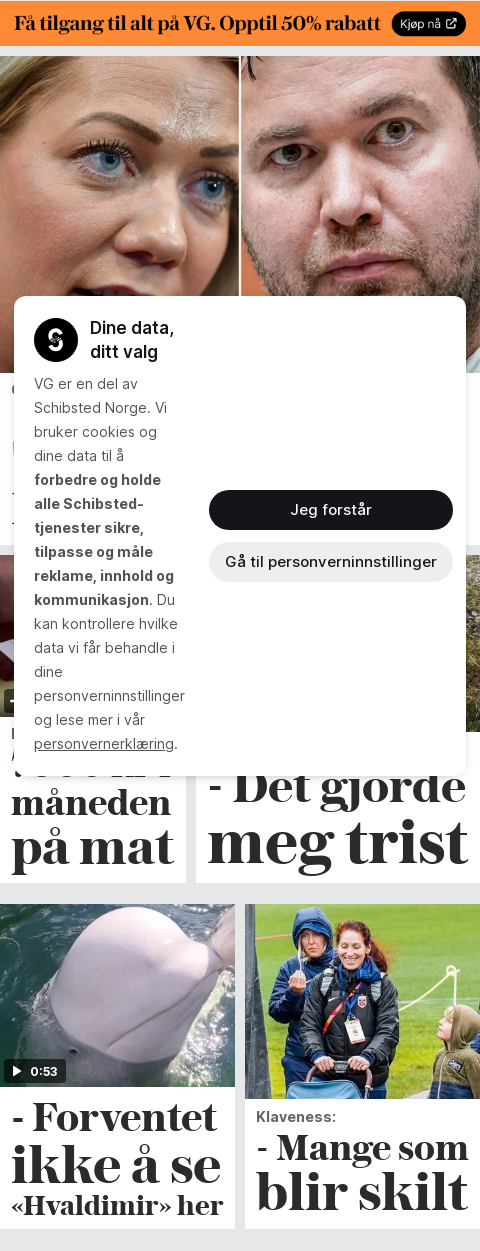 Få tilgang til alt på VG. Opptil 50% rabatt
Kjøp nå
Dine data,
ditt valg
VG er en del av
Schibsted Norge. Vi
bruker cookies og
dine data til å
forbedre og holde
alle Schibsted-
tjenester sikre,
tilpasse og måle
reklame, innhold og
kommunikasjon. Du
kan kontrollere hvilke
data vi får behandle i
dine
personverninnstillinger
og lese mer i vår
personvernerklæring.
Jeg forstår
Gå til personverninnstillinger
måneden
på mat
- Det gjorde
meg trist
0:53
- Forventet
ikke å se
«Hvaldimir» her
Klaveness:
- Mange som
blir skilt